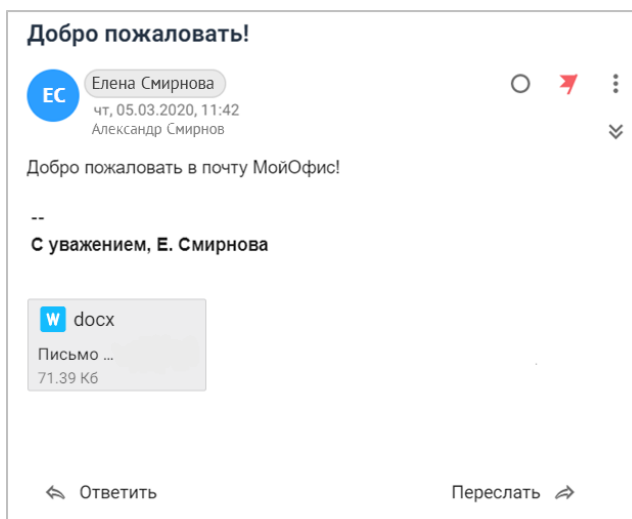 Добро пожаловать!
ЕС
Елена Смирнова
чт, 05.03.2020, 11:42
Александр Смирнов
Добро пожаловать в почту МойОфис!
--
С уважением, Е. Смирнова
W docx
Письмо ...
71.39 Кб
Ответить Переслать